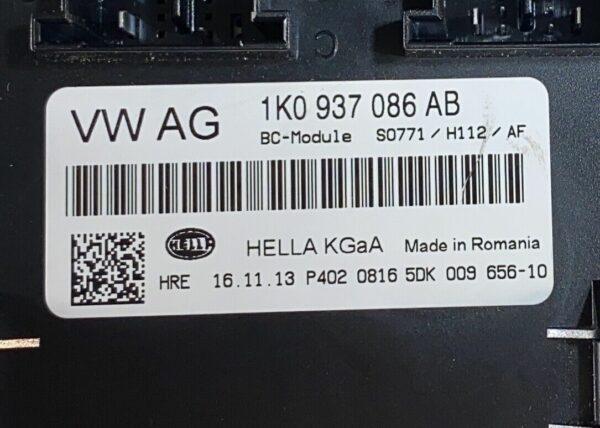 C
VW AG 1K0 937 086 AB
BC-Module S0771 / H112 / AF
HELLA HELLA KGaA Made in Romania
HRE 16.11.13 P402 0816 5DK 009 656-10